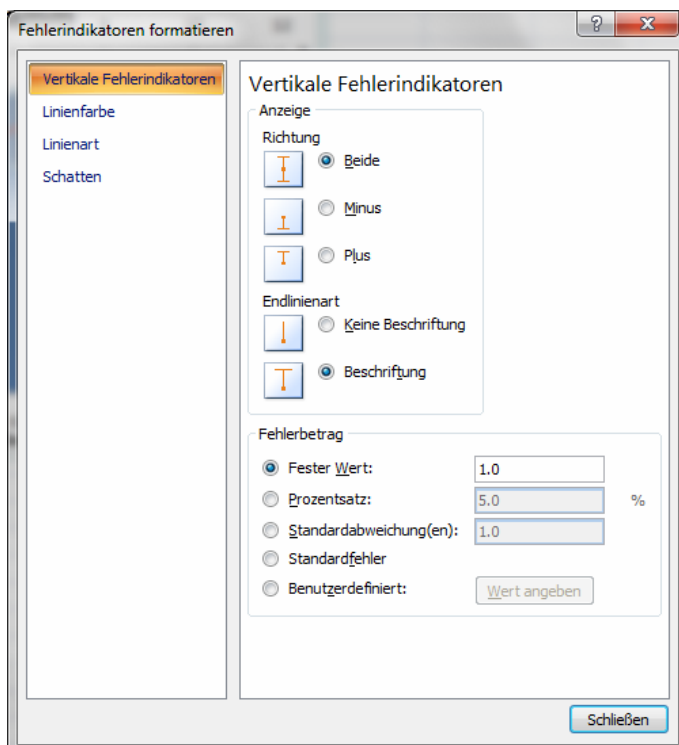 Fehlerindikatoren formatieren
Vertikale Fehlerindikatoren
Linienfarbe
Linienart
Schatten
Vertikale Fehlerindikatoren
Anzeige
Richtung
Beide
Minus
Plus
Endlinienart
Keine Beschriftung
Beschriftung
Fehlerbetrag
Fester Wert: 1.0
Prozentsatz: 5.0 %
Standardabweichung(en): 1.0
Standardfehler
Benutzerdefiniert: Wert angeben
Schließen